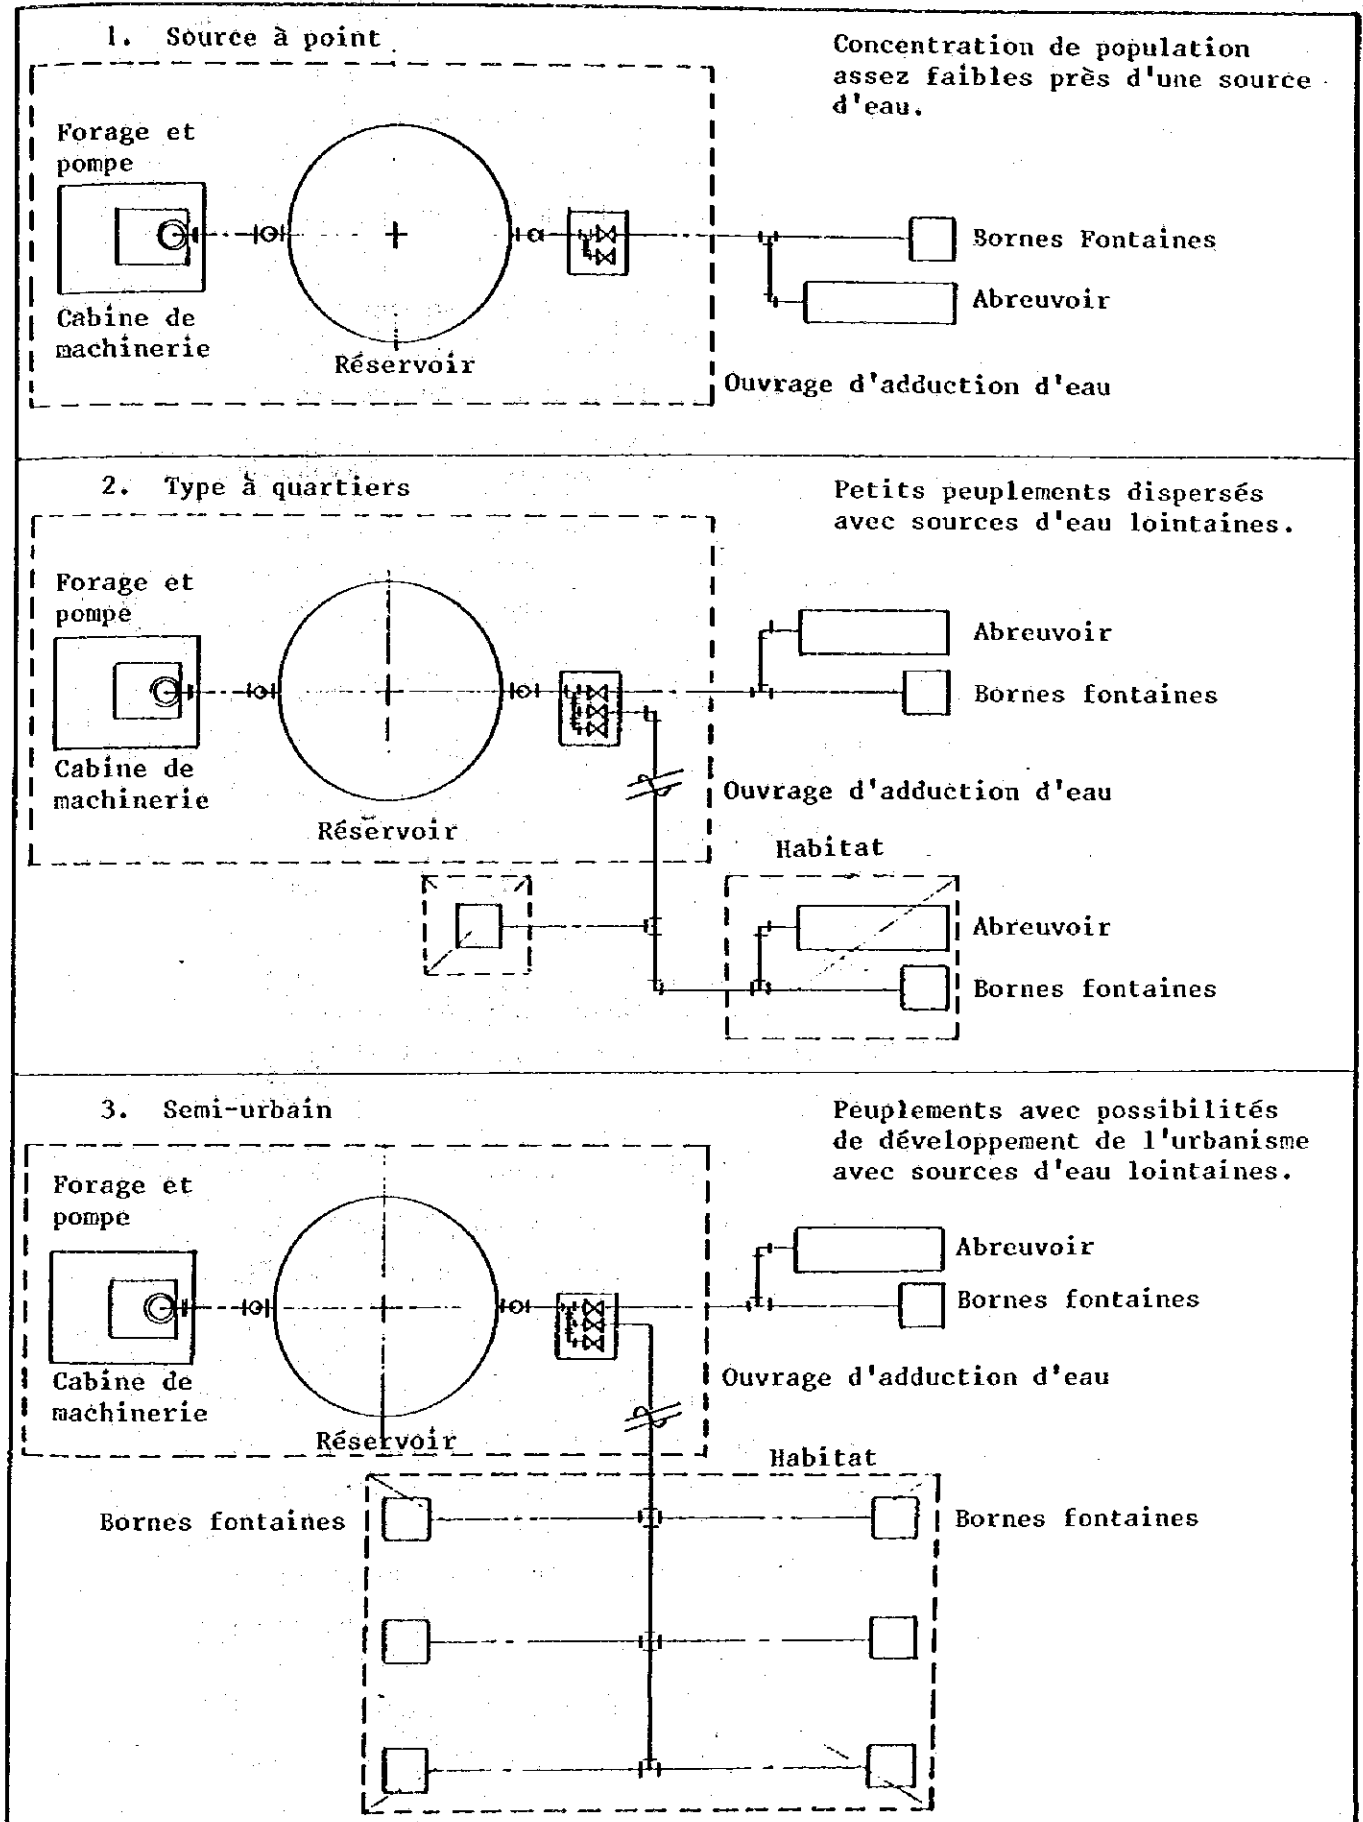 1. Source à point
Concentration de population
assez faibles près d'une source
d'eau.
Forage et
pompe
Bornes Fontaines
Abreuvoir
Cabine de
machinerie
Réservoir
Ouvrage d'adduction d'eau
2. Type à quartiers
Petits peuplements dispersés
avec sources d'eau lointaines.
Forage et
pompe
Abreuvoir
Bornes fontaines
Cabine de
machinerie
Ouvrage d'adduction d'eau
Réservoir
Habitat
Abreuvoir
Bornes fontaines
3. Semi-urbain
Peuplements avec possibilités
de développement de l'urbanisme
avec sources d'eau lointaines.
Forage et
pompe
Abreuvoir
Bornes fontaines
Cabine de
machinerie
Ouvrage d'adduction d'eau
Réservoir
Habitat
Bornes fontaines
Bornes fontaines